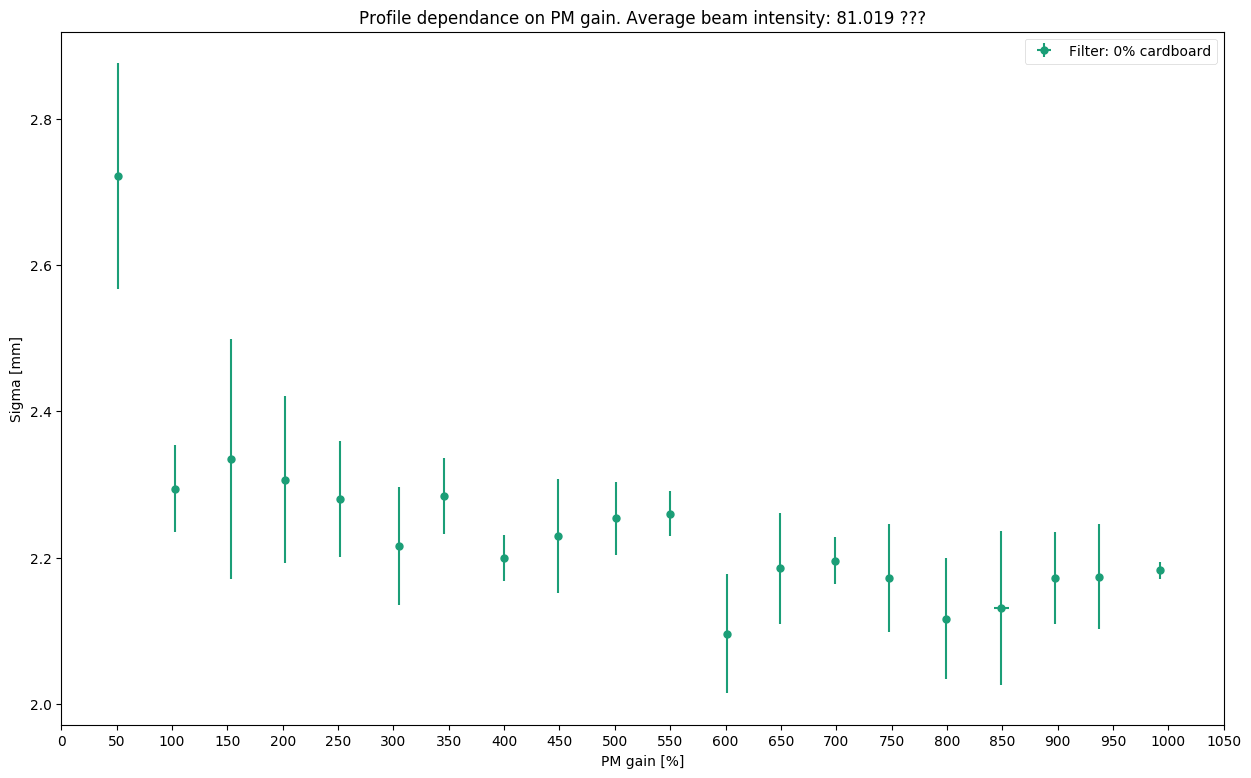 Profile dependance on PM gain. Average beam intensity: 81.019 ???
Filter: 0% cardboard
2.8
2.6
2.4
2.2
2.0
Sigma [mm]
0 50 100 150 200 250 300 350 400 450 500 550 600 650 700 750 800 850 900 950 1000 1050
PM gain [%]